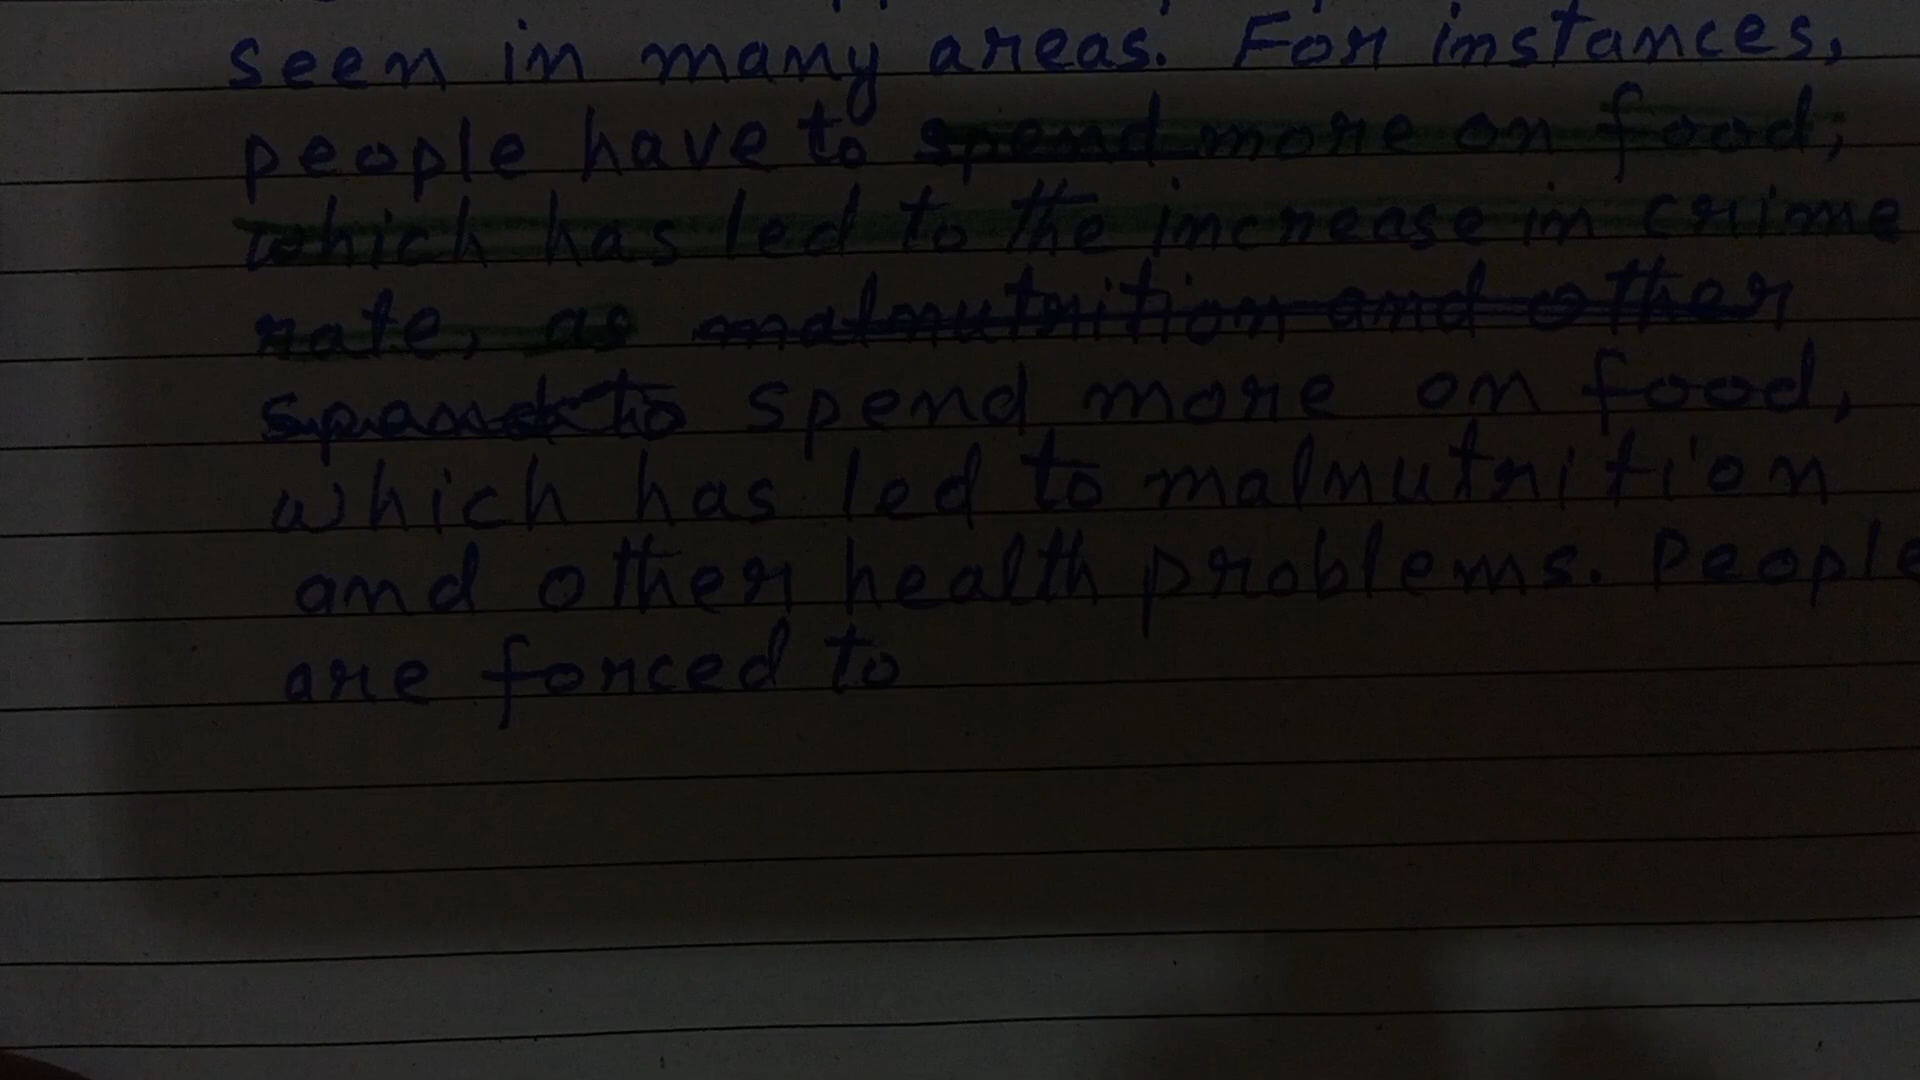 seen in many areas. For instances,
people have to spend more on food,
which has led to the increase in crime
rate, as malnutrition and other
spend more on food,
which has led to malnutrition
and other health problems. People
are forced to